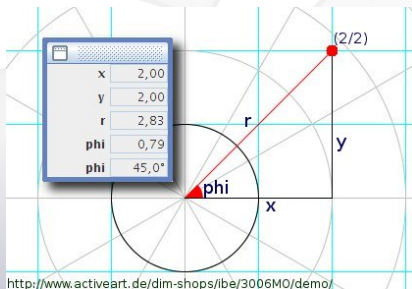 (2/2)
x 2,00
y 2,00
r 2,83
phi 0,79
phi 45,0°
r
y
phi
x
http://www.activeart.de/dim-shops/ibe/3006MO/demo/